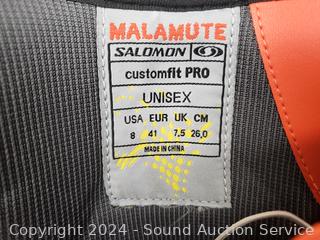 MALAMUTE
SALOMON
customfit PRO
UNISEX
USA EUR UK CM
8 41 7,5 26,0
MADE IN CHINA
Copyright © 2024 - Sound Auction Service